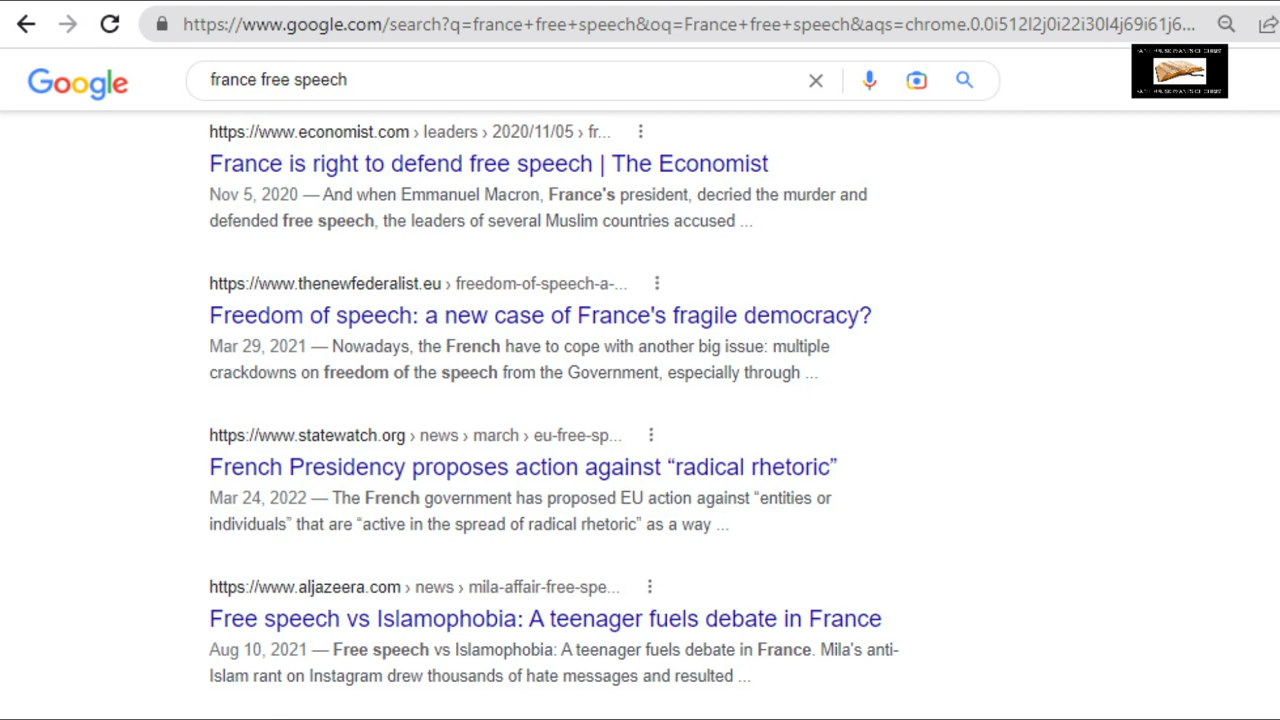 https://www.google.com/search?q=france+free+speech&oq=France+free+speech&aqs=chrome.0.0i512l2j0i22i30l4j69i61j6...
Google
france free speech
https://www.economist.com › leaders › 2020/11/05 › fr...
France is right to defend free speech | The Economist
Nov 5, 2020 — And when Emmanuel Macron, France's president, decried the murder and
defended free speech, the leaders of several Muslim countries accused ...
https://www.thenewfederalist.eu › freedom-of-speech-a-...
Freedom of speech: a new case of France's fragile democracy?
Mar 29, 2021 — Nowadays, the French have to cope with another big issue: multiple
crackdowns on freedom of the speech from the Government, especially through ...
https://www.statewatch.org › news › march › eu-free-sp...
French Presidency proposes action against “radical rhetoric”
Mar 24, 2022 — The French government has proposed EU action against “entities or
individuals” that are “active in the spread of radical rhetoric” as a way ...
https://www.aljazeera.com › news › mila-affair-free-spe...
Free speech vs Islamophobia: A teenager fuels debate in France
Aug 10, 2021 — Free speech vs Islamophobia: A teenager fuels debate in France. Mila's anti-
Islam rant on Instagram drew thousands of hate messages and resulted ...